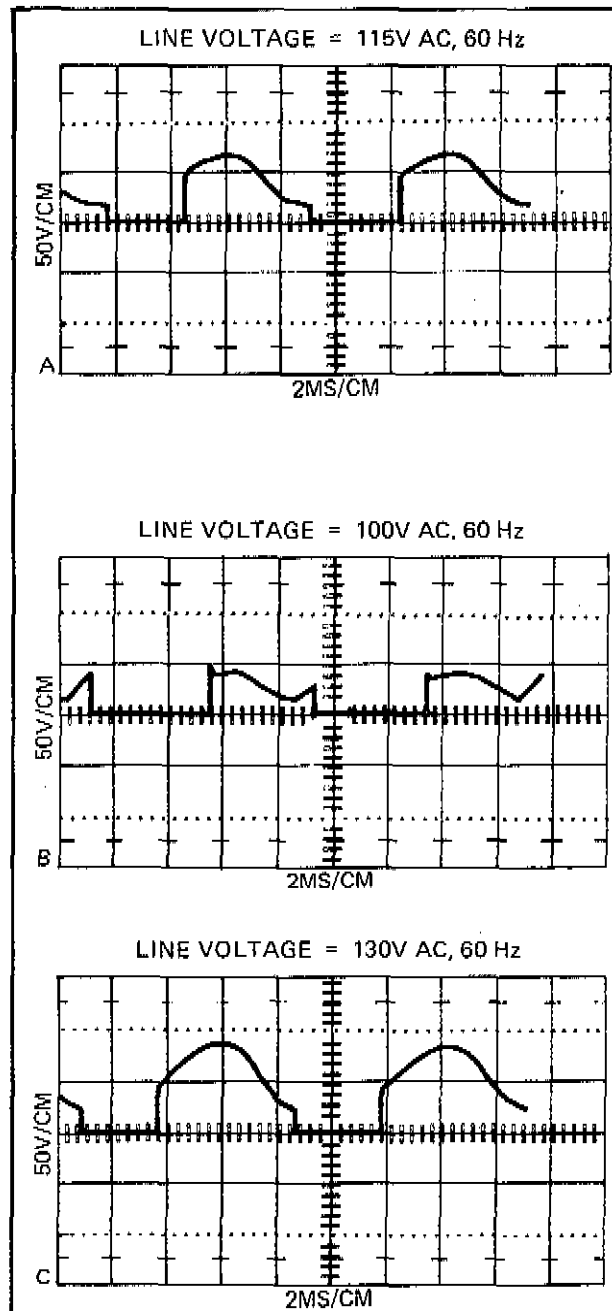 LINE VOLTAGE = 115V AC, 60 Hz
50V/CM
A
2MS/CM
LINE VOLTAGE = 100V AC, 60 Hz
50V/CM
B
2MS/CM
LINE VOLTAGE = 130V AC, 60 Hz
50V/CM
C
2MS/CM